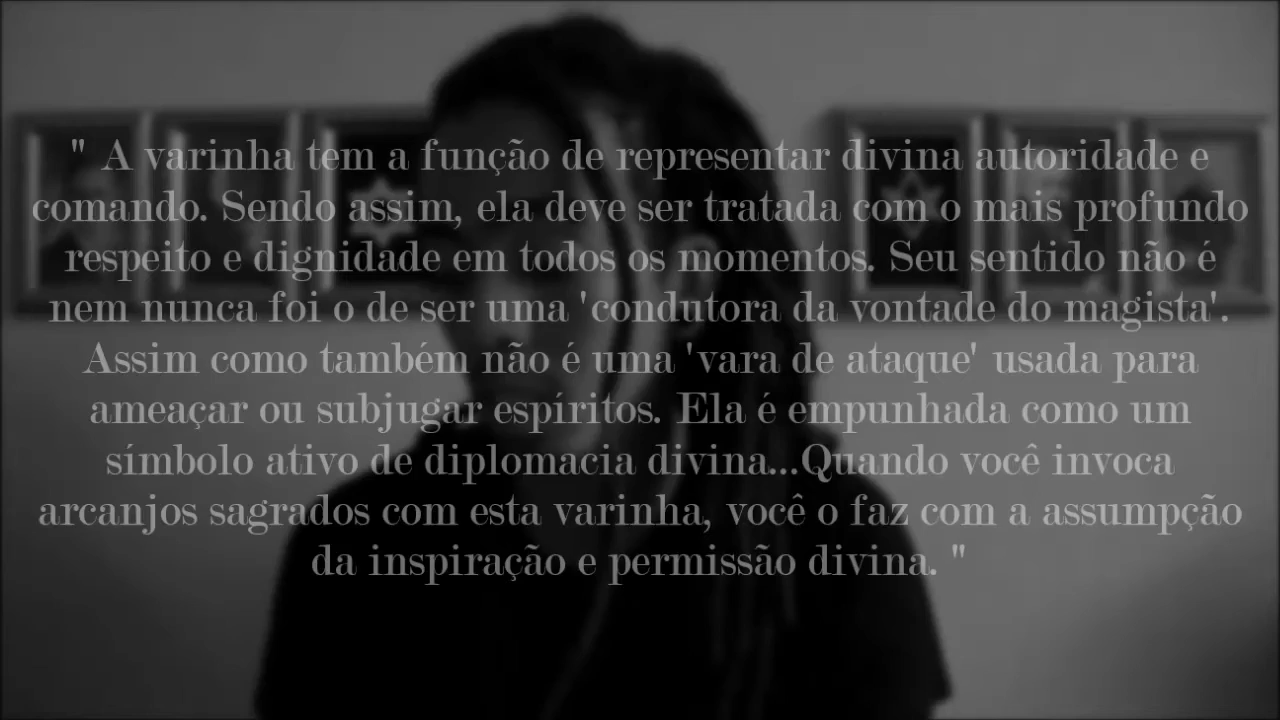 " A varinha tem a função de representar divina autoridade e
comando. Sendo assim, ela deve ser tratada com o mais profundo
respeito e dignidade em todos os momentos. Seu sentido não é
nem nunca foi o de ser uma 'condutora da vontade do magista'.
Assim como também não é uma 'vara de ataque' usada para
ameaçar ou subjugar espíritos. Ela é empunhada como um
símbolo ativo de diplomacia divina...Quando você invoca
arcanjos sagrados com esta varinha, você o faz com a assumpção
da inspiração e permissão divina. "